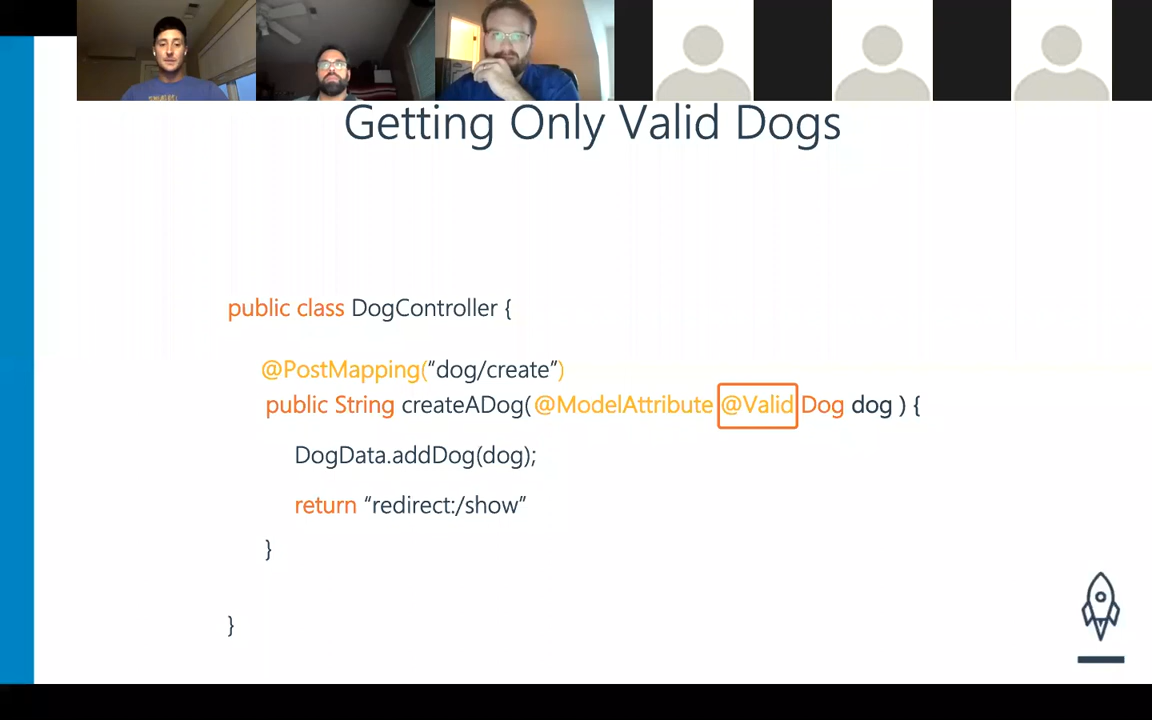 Getting Only Valid Dogs
public class DogController {
@PostMapping(“dog/create”)
public String createADog(@ModelAttribute @Valid Dog dog ) {
DogData.addDog(dog);
return “redirect:/show”
}
}